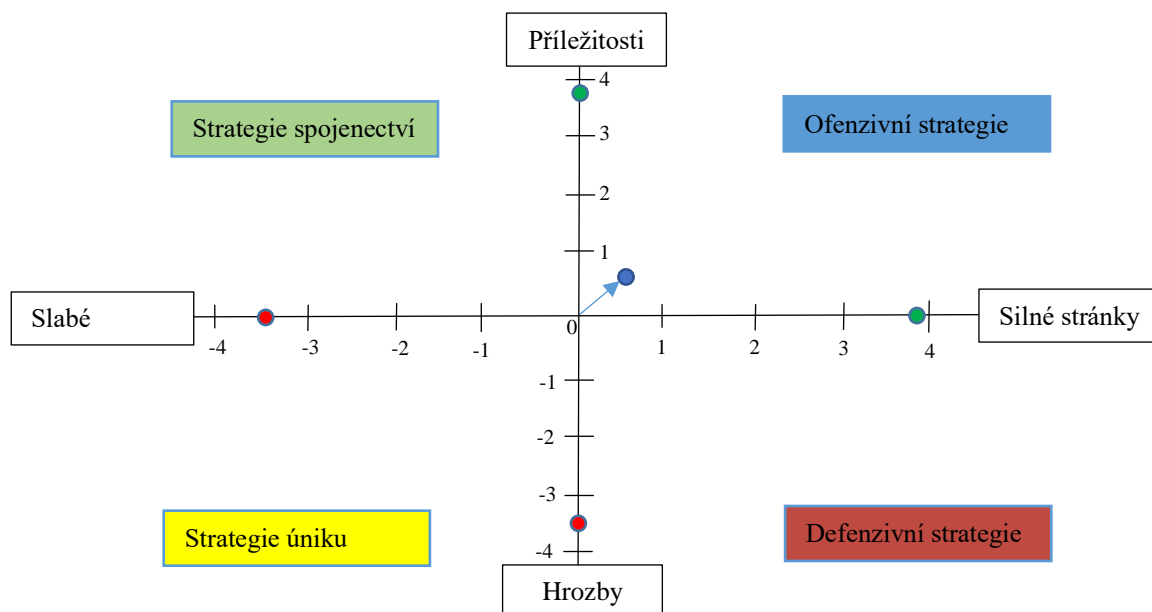 Příležitosti
4
Strategie spojenectví
Ofenzivní strategie
3
2
1
Slabé
Silné stránky
0
-4
-3
-2
-1
1
2
3
4
-1
-2
-3
Strategie úniku
Defenzivní strategie
-4
Hrozby